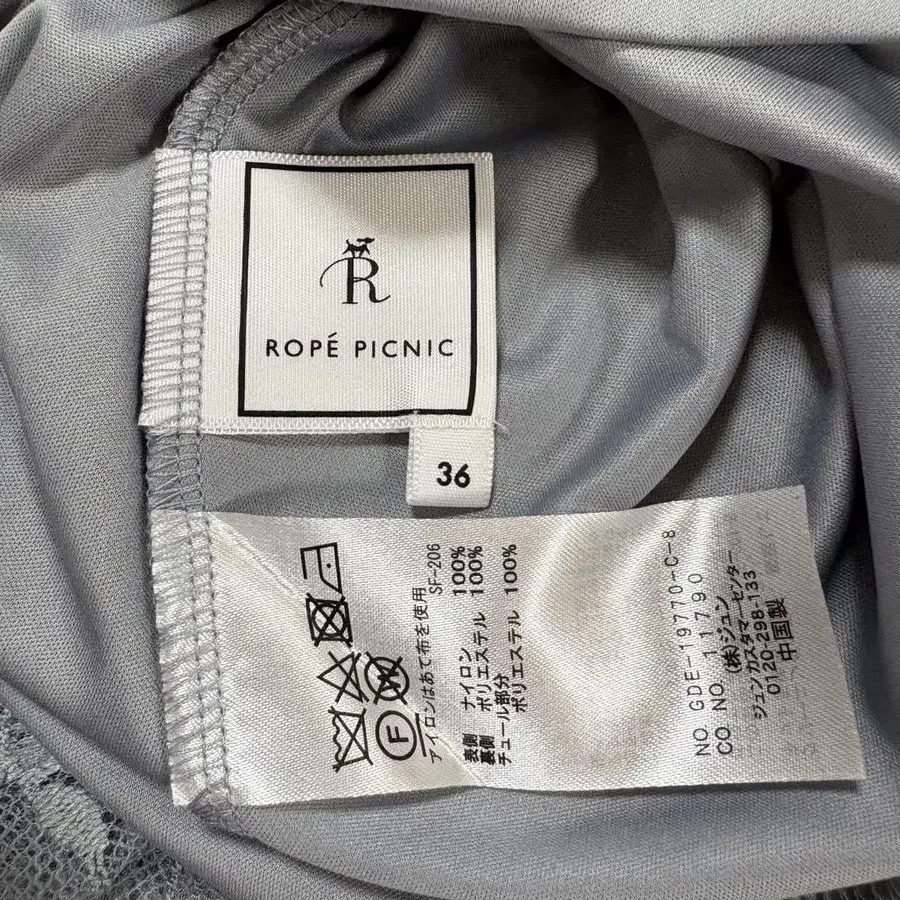 R
ROPÉ PICNIC
36
F
アイロンはあて布を使用
SF-206
表側 ナイロン 100%
裏側 ポリエステル 100%
チュール部分
ポリエステル 100%
NO. GDE-19770-C-8
CO NO. 11790
(株)ジュン
ジュンカスタマーセンター
0120-298-133
中国製